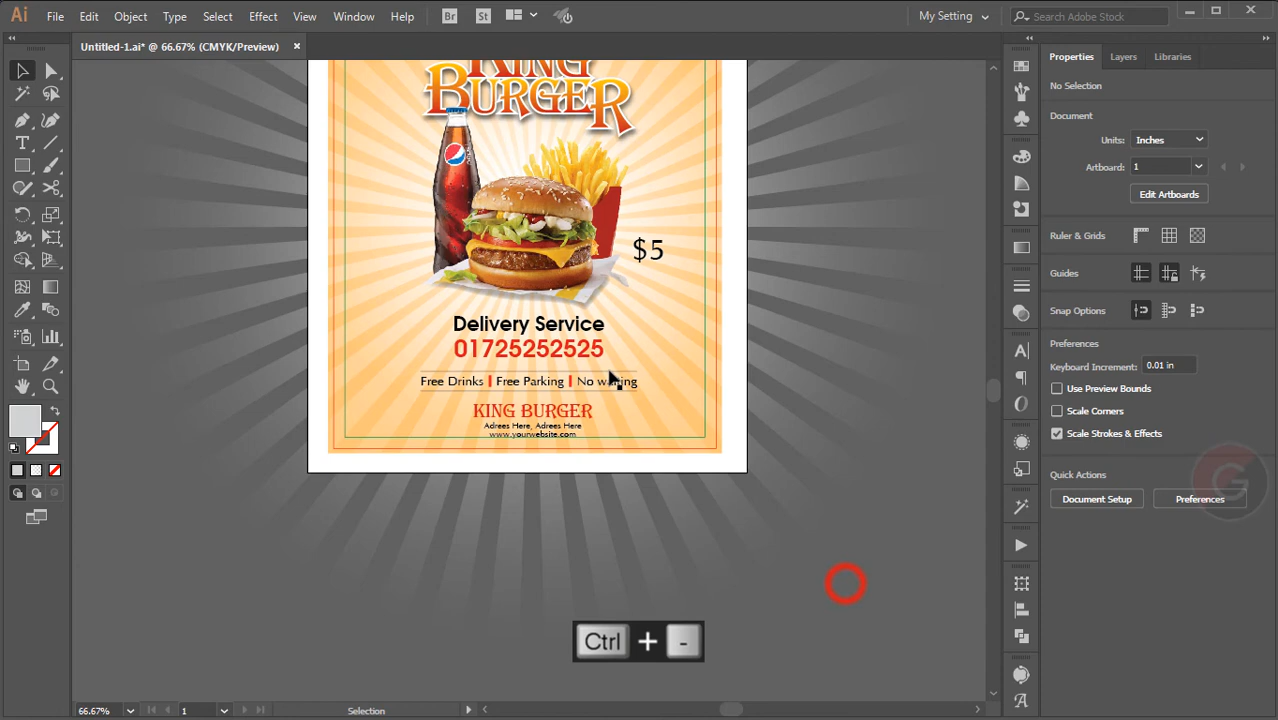 Ai File Edit Object Type Select Effect View Window Help Br St My Setting Search Adobe Stock
Untitled-1.ai* @ 66.67% (CMYK/Preview)
Properties Layers Libraries
No Selection
Document
Units: Inches
Artboard: 1
Edit Artboards
Ruler & Grids
Guides
Snap Options
Preferences
Keyboard Increment: 0.01 in
Use Preview Bounds
Scale Corners
Scale Strokes & Effects
Quick Actions
Document Setup Preferences
KING
BURGER
$5
Delivery Service
01725252525
Free Drinks | Free Parking | No waiting
KING BURGER
Adrees Here, Adrees Here
www.yourwebsite.com
Ctrl + -
66.67% 1 Selection